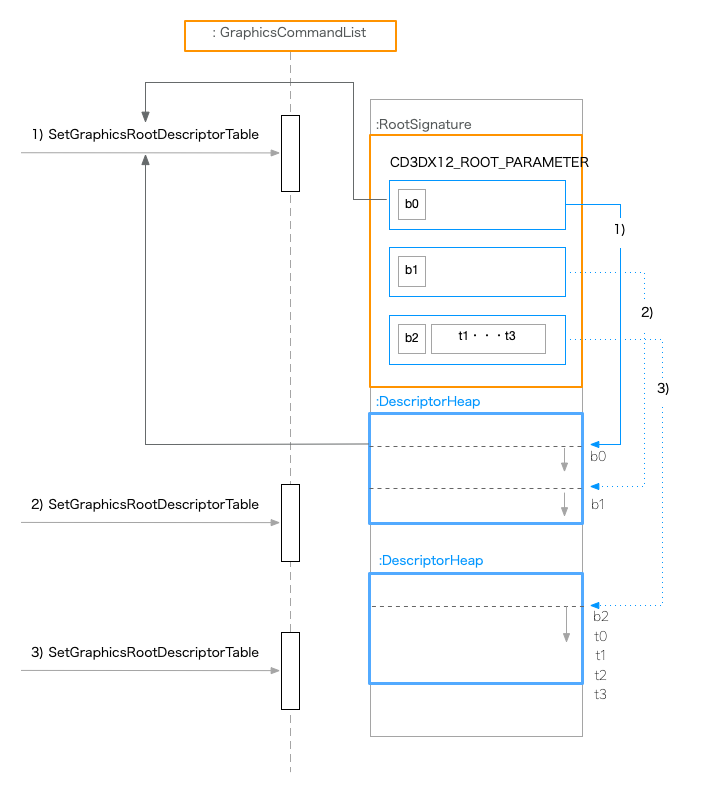 : GraphicsCommandList
:RootSignature
1) SetGraphicsRootDescriptorTable
CD3DX12_ROOT_PARAMETER
b0
1)
b1
2)
b2
t1・・・t3
3)
:DescriptorHeap
b0
b1
2) SetGraphicsRootDescriptorTable
:DescriptorHeap
b2
t0
t1
t2
t3
3) SetGraphicsRootDescriptorTable